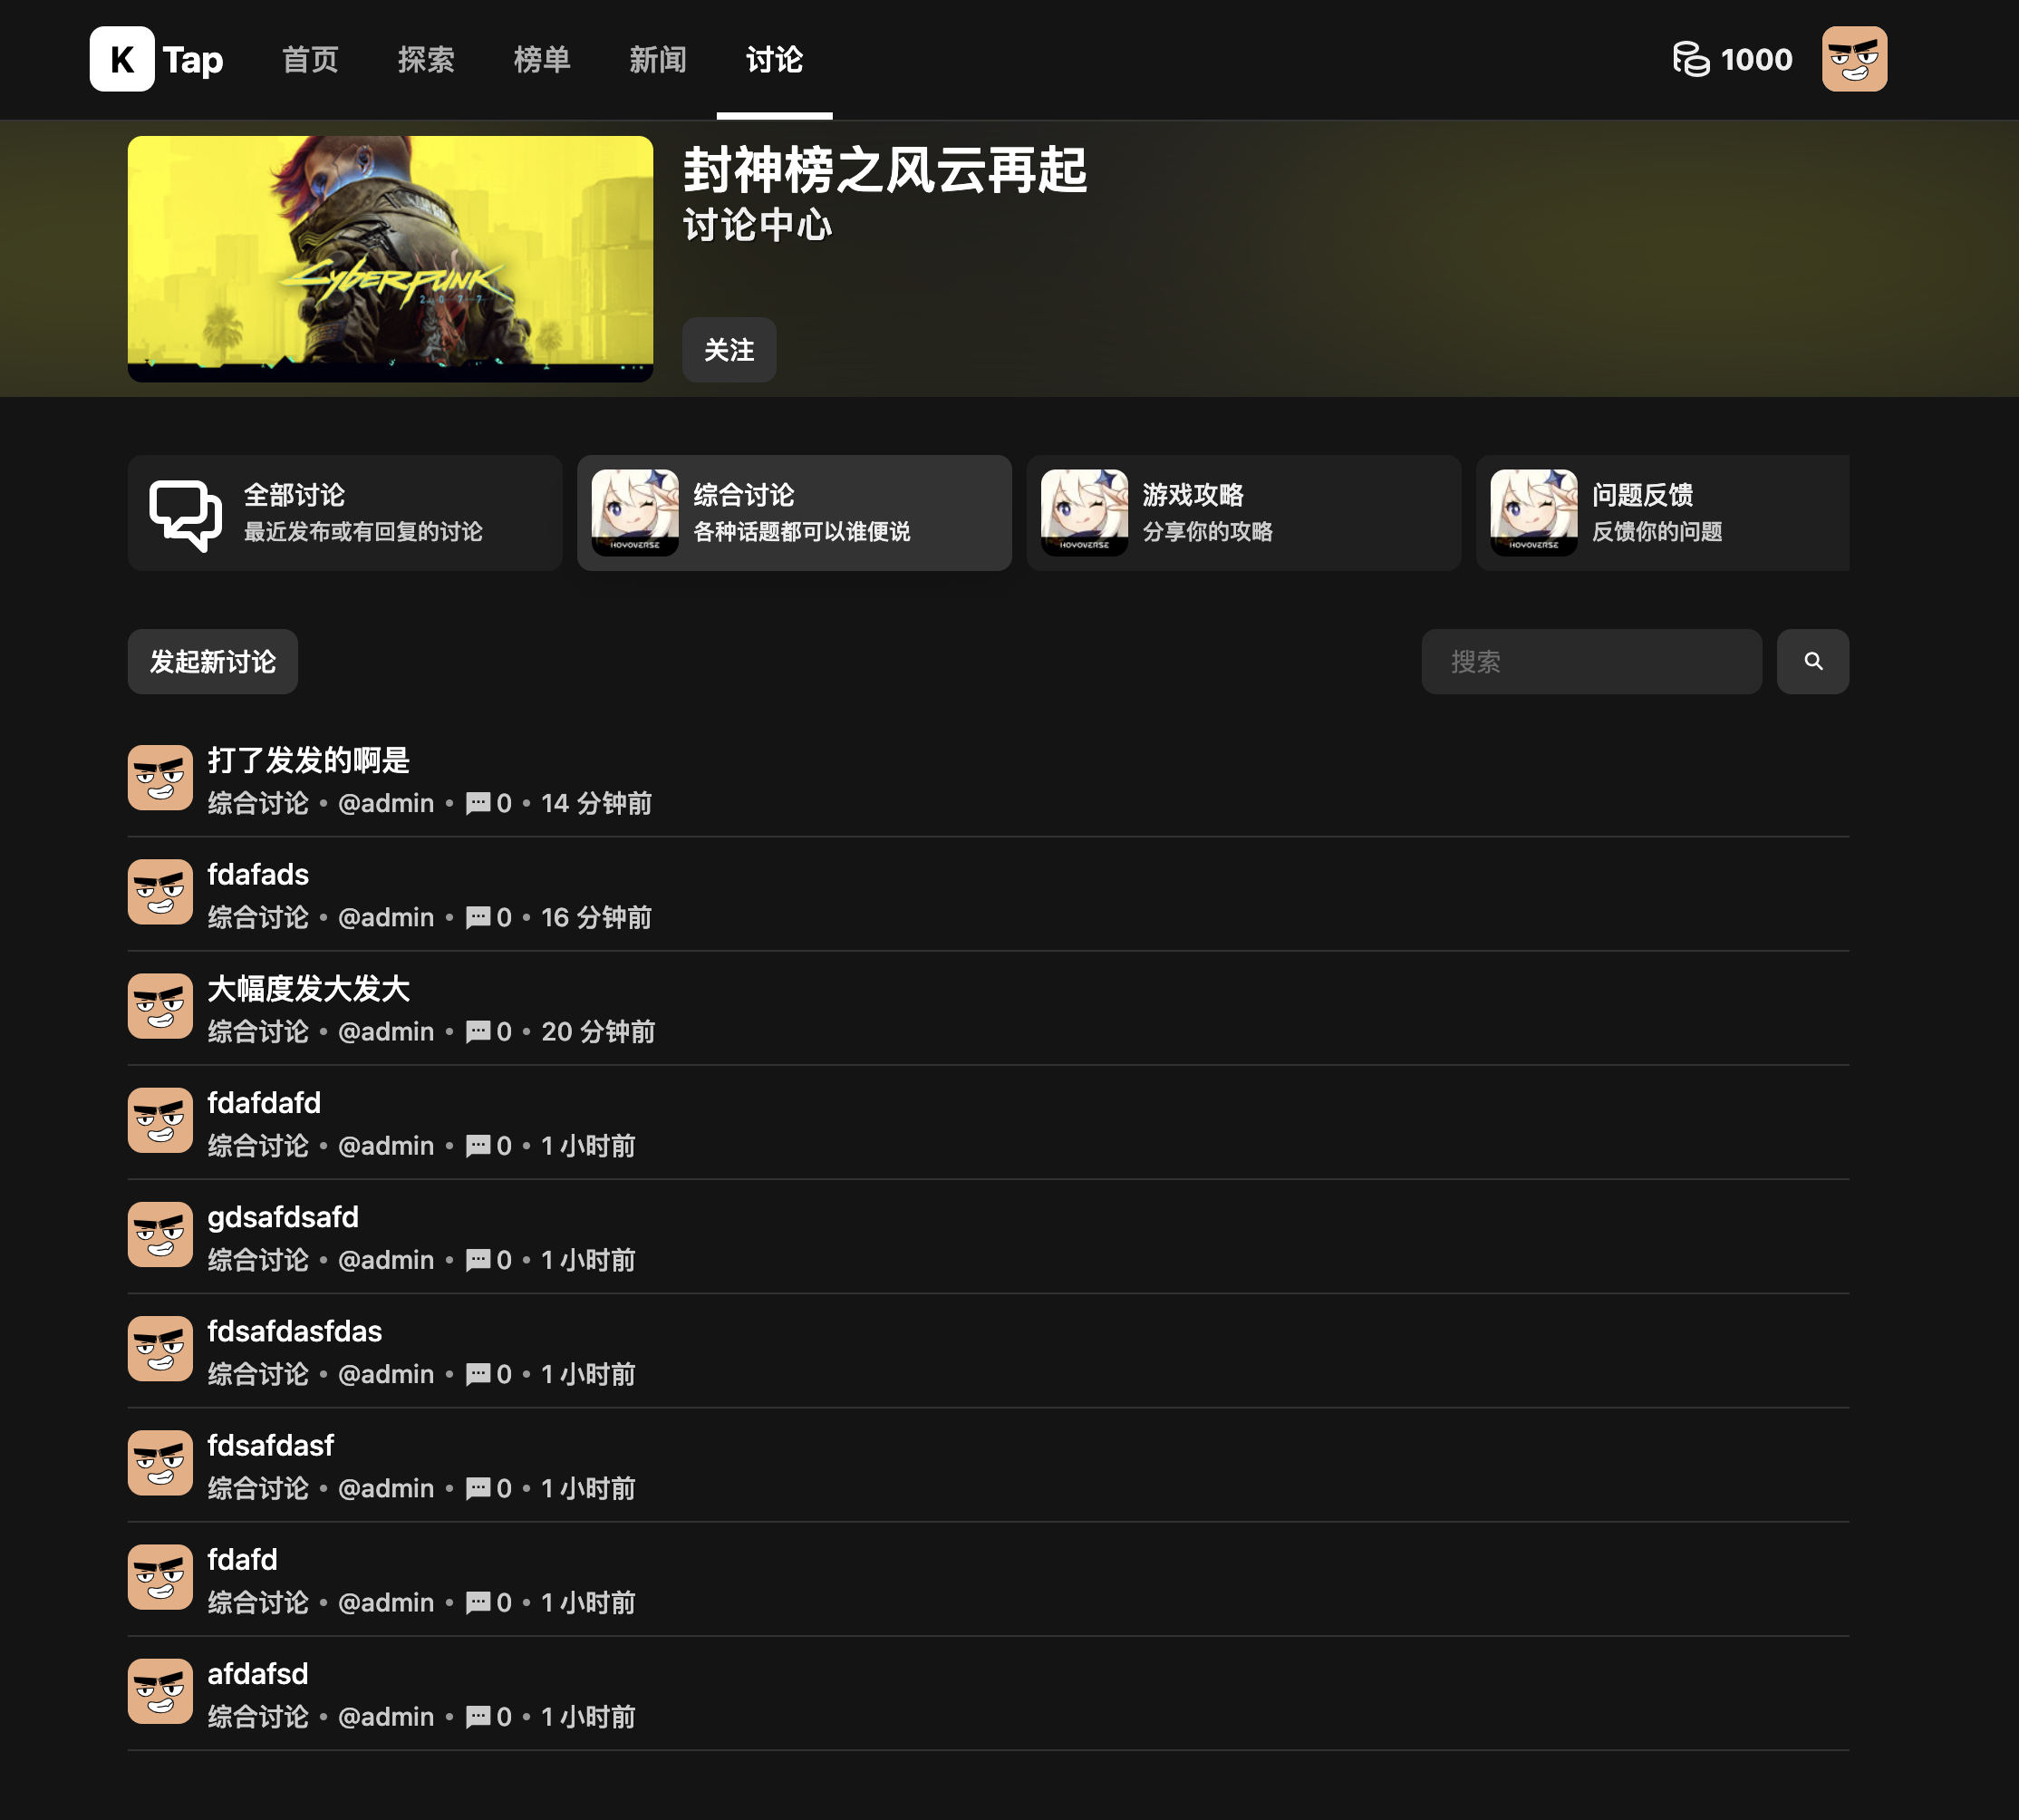 K Tap 首页 探索 榜单 新闻 讨论 1000
封神榜之风云再起
讨论中心
CYBERPUNK
2077
关注
全部讨论
最近发布或有回复的讨论
综合讨论
各种话题都可以谁便说
HOYOVERSE
游戏攻略
分享你的攻略
HOYOVERSE
问题反馈
反馈你的问题
HOYOVERSE
发起新讨论 搜索
打了发发的啊是
综合讨论 • @admin • 0 • 14 分钟前
fdafads
综合讨论 • @admin • 0 • 16 分钟前
大幅度发大发大
综合讨论 • @admin • 0 • 20 分钟前
fdafdafd
综合讨论 • @admin • 0 • 1 小时前
gdsafdsafd
综合讨论 • @admin • 0 • 1 小时前
fdsafdasfdas
综合讨论 • @admin • 0 • 1 小时前
fdsafdasf
综合讨论 • @admin • 0 • 1 小时前
fdafd
综合讨论 • @admin • 0 • 1 小时前
afdafsd
综合讨论 • @admin • 0 • 1 小时前